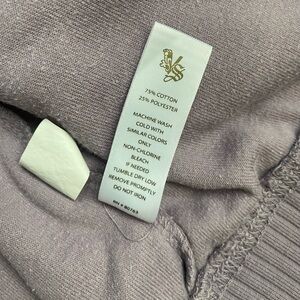 YS
75% COTTON
25% POLYESTER
MACHINE WASH
COLD WITH
SIMILAR COLORS
ONLY
NON-CHLORINE
BLEACH
IF NEEDED
TUMBLE DRY LOW
REMOVE PROMPTLY
DO NOT IRON